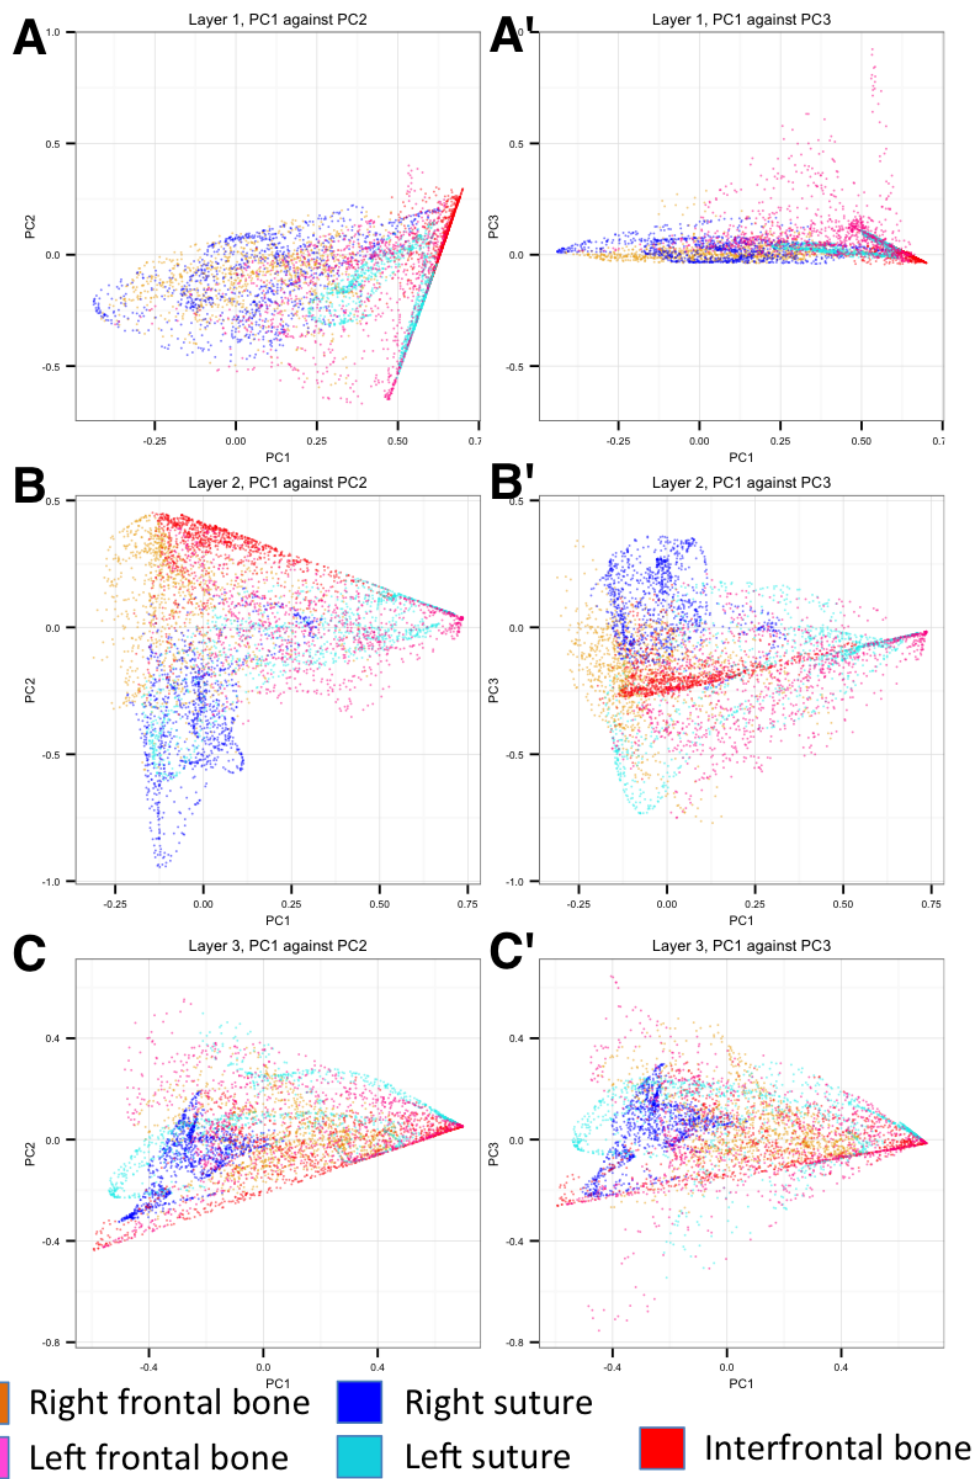 A
Layer 1, PC1 against PC2
1.0
0.5
0.0
-0.5
PC2
-0.25 0.00 0.25 0.50 0.7
PC1
A'
Layer 1, PC1 against PC3
0
0.5
0.0
-0.5
PC3
-0.25 0.00 0.25 0.50 0.7
PC1
B
Layer 2, PC1 against PC2
0.5
0.0
-0.5
-1.0
PC2
-0.25 0.00 0.25 0.50 0.75
PC1
B'
Layer 2, PC1 against PC3
0.5
0.0
-0.5
-1.0
PC3
-0.25 0.00 0.25 0.50 0.75
PC1
C
Layer 3, PC1 against PC2
0.4
0.0
-0.4
-0.8
PC2
-0.4 0.0 0.4
PC1
C'
Layer 3, PC1 against PC3
0.4
0.0
-0.4
-0.8
PC3
-0.4 0.0 0.4
PC1
Right frontal bone
Right suture
Left frontal bone
Left suture
Interfrontal bone